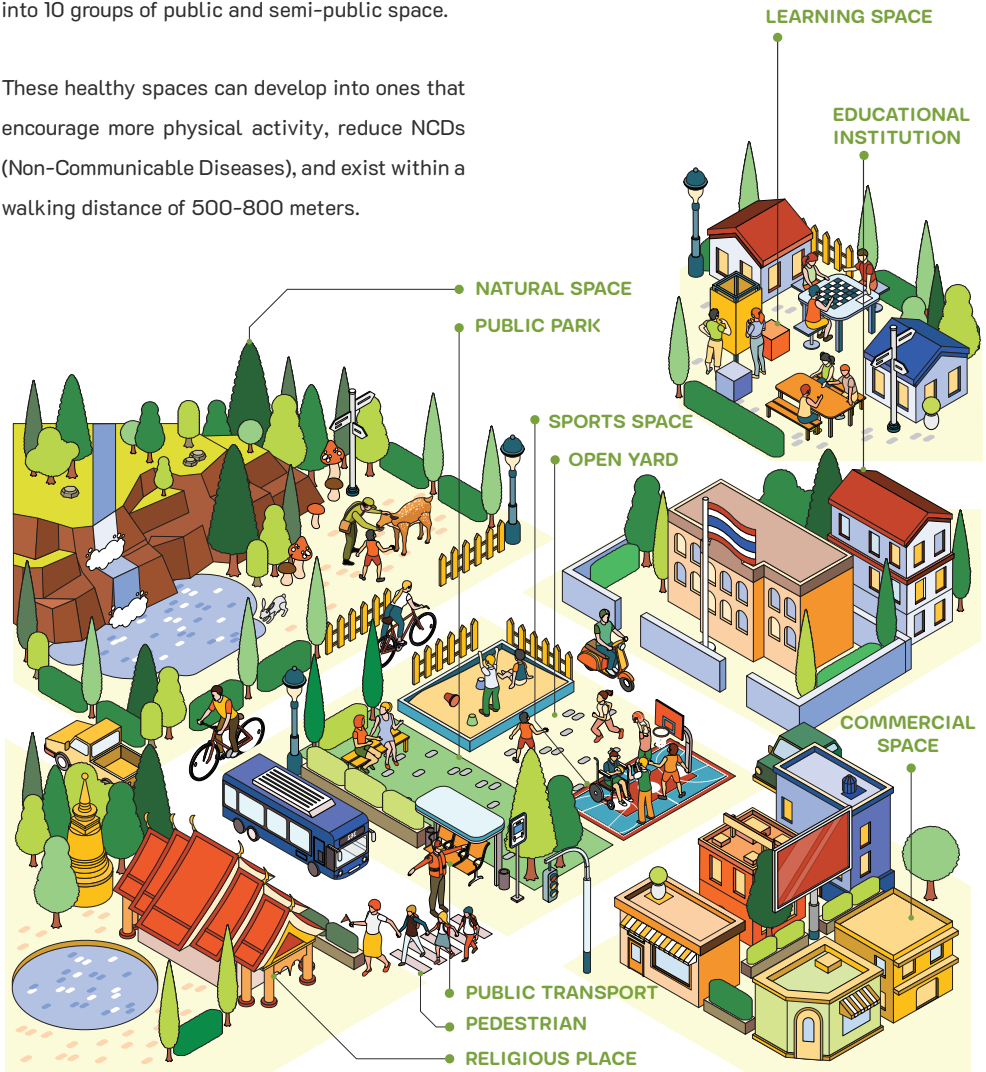 into 10 groups of public and semi-public space.
These healthy spaces can develop into ones that
encourage more physical activity, reduce NCDs
(Non-Communicable Diseases), and exist within a
walking distance of 500-800 meters.
LEARNING SPACE
EDUCATIONAL
INSTITUTION
NATURAL SPACE
PUBLIC PARK
SPORTS SPACE
OPEN YARD
COMMERCIAL
SPACE
PUBLIC TRANSPORT
PEDESTRIAN
RELIGIOUS PLACE